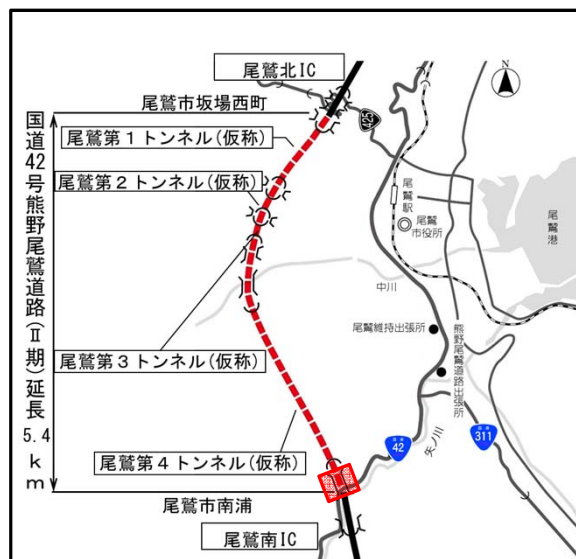 尾鷲北IC
N
尾鷲市坂場西町
425
尾鷲第1トンネル(仮称)
国道42号熊野尾鷲道路(Ⅱ期)延長5.4km
尾鷲第2トンネル(仮称)
尾鷲駅
尾鷲市役所
尾鷲港
中川
尾鷲維持出張所
尾鷲第3トンネル(仮称)
熊野尾鷲道路出張所
42
311
矢ノ川
尾鷲第4トンネル(仮称)
尾鷲市南浦
尾鷲南IC